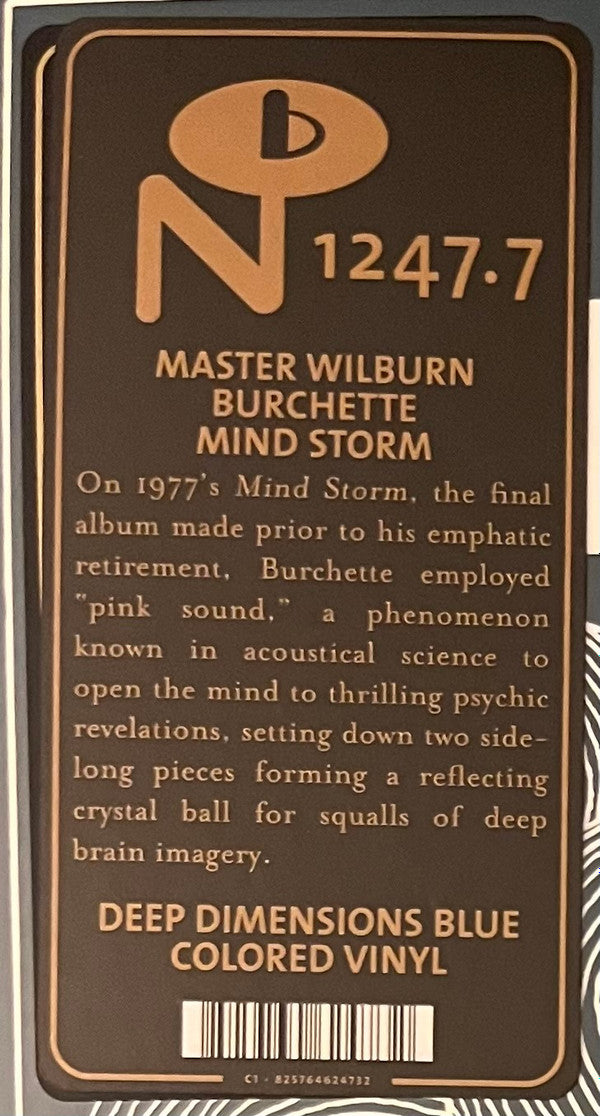 N
b
1247.7
MASTER WILBURN
BURCHETTE
MIND STORM
On 1977's Mind Storm, the final
album made prior to his emphatic
retirement, Burchette employed
"pink sound," a phenomenon
known in acoustical science to
open the mind to thrilling psychic
revelations, setting down two side-
long pieces forming a reflecting
crystal ball for squalls of deep
brain imagery.
DEEP DIMENSIONS BLUE
COLORED VINYL
C1 - 825764624732